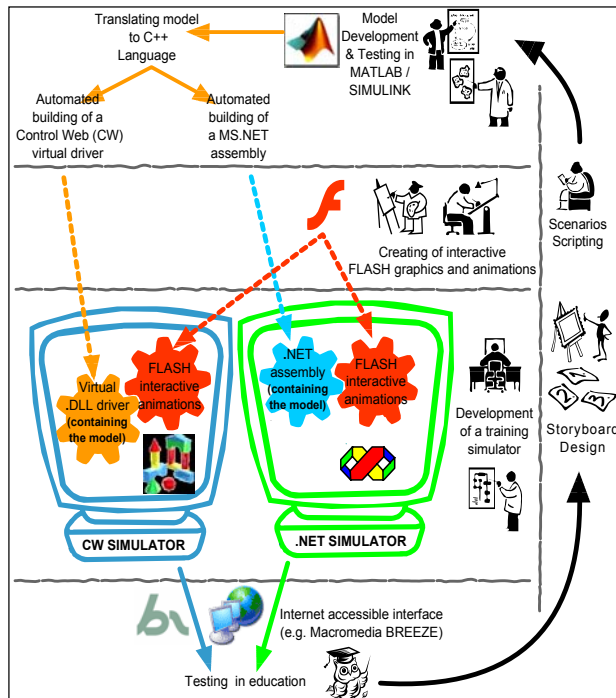 Translating model
to C++
Language
Model
Development
& Testing in
MATLAB /
SIMULINK
Automated
building of a
Control Web (CW)
virtual driver
Automated
building of
a MS.NET
assembly
Creating of interactive
FLASH graphics and animations
Scenarios
Scripting
Virtual
.DLL driver
(containing
the model)
FLASH
interactive
animations
.NET
assembly
(containing
the model)
FLASH
interactive
animations
Development
of a training
simulator
2
2
3
Storyboard
Design
CW SIMULATOR
.NET SIMULATOR
Internet accessible interface
(e.g. Macromedia BREEZE)
Testing in education